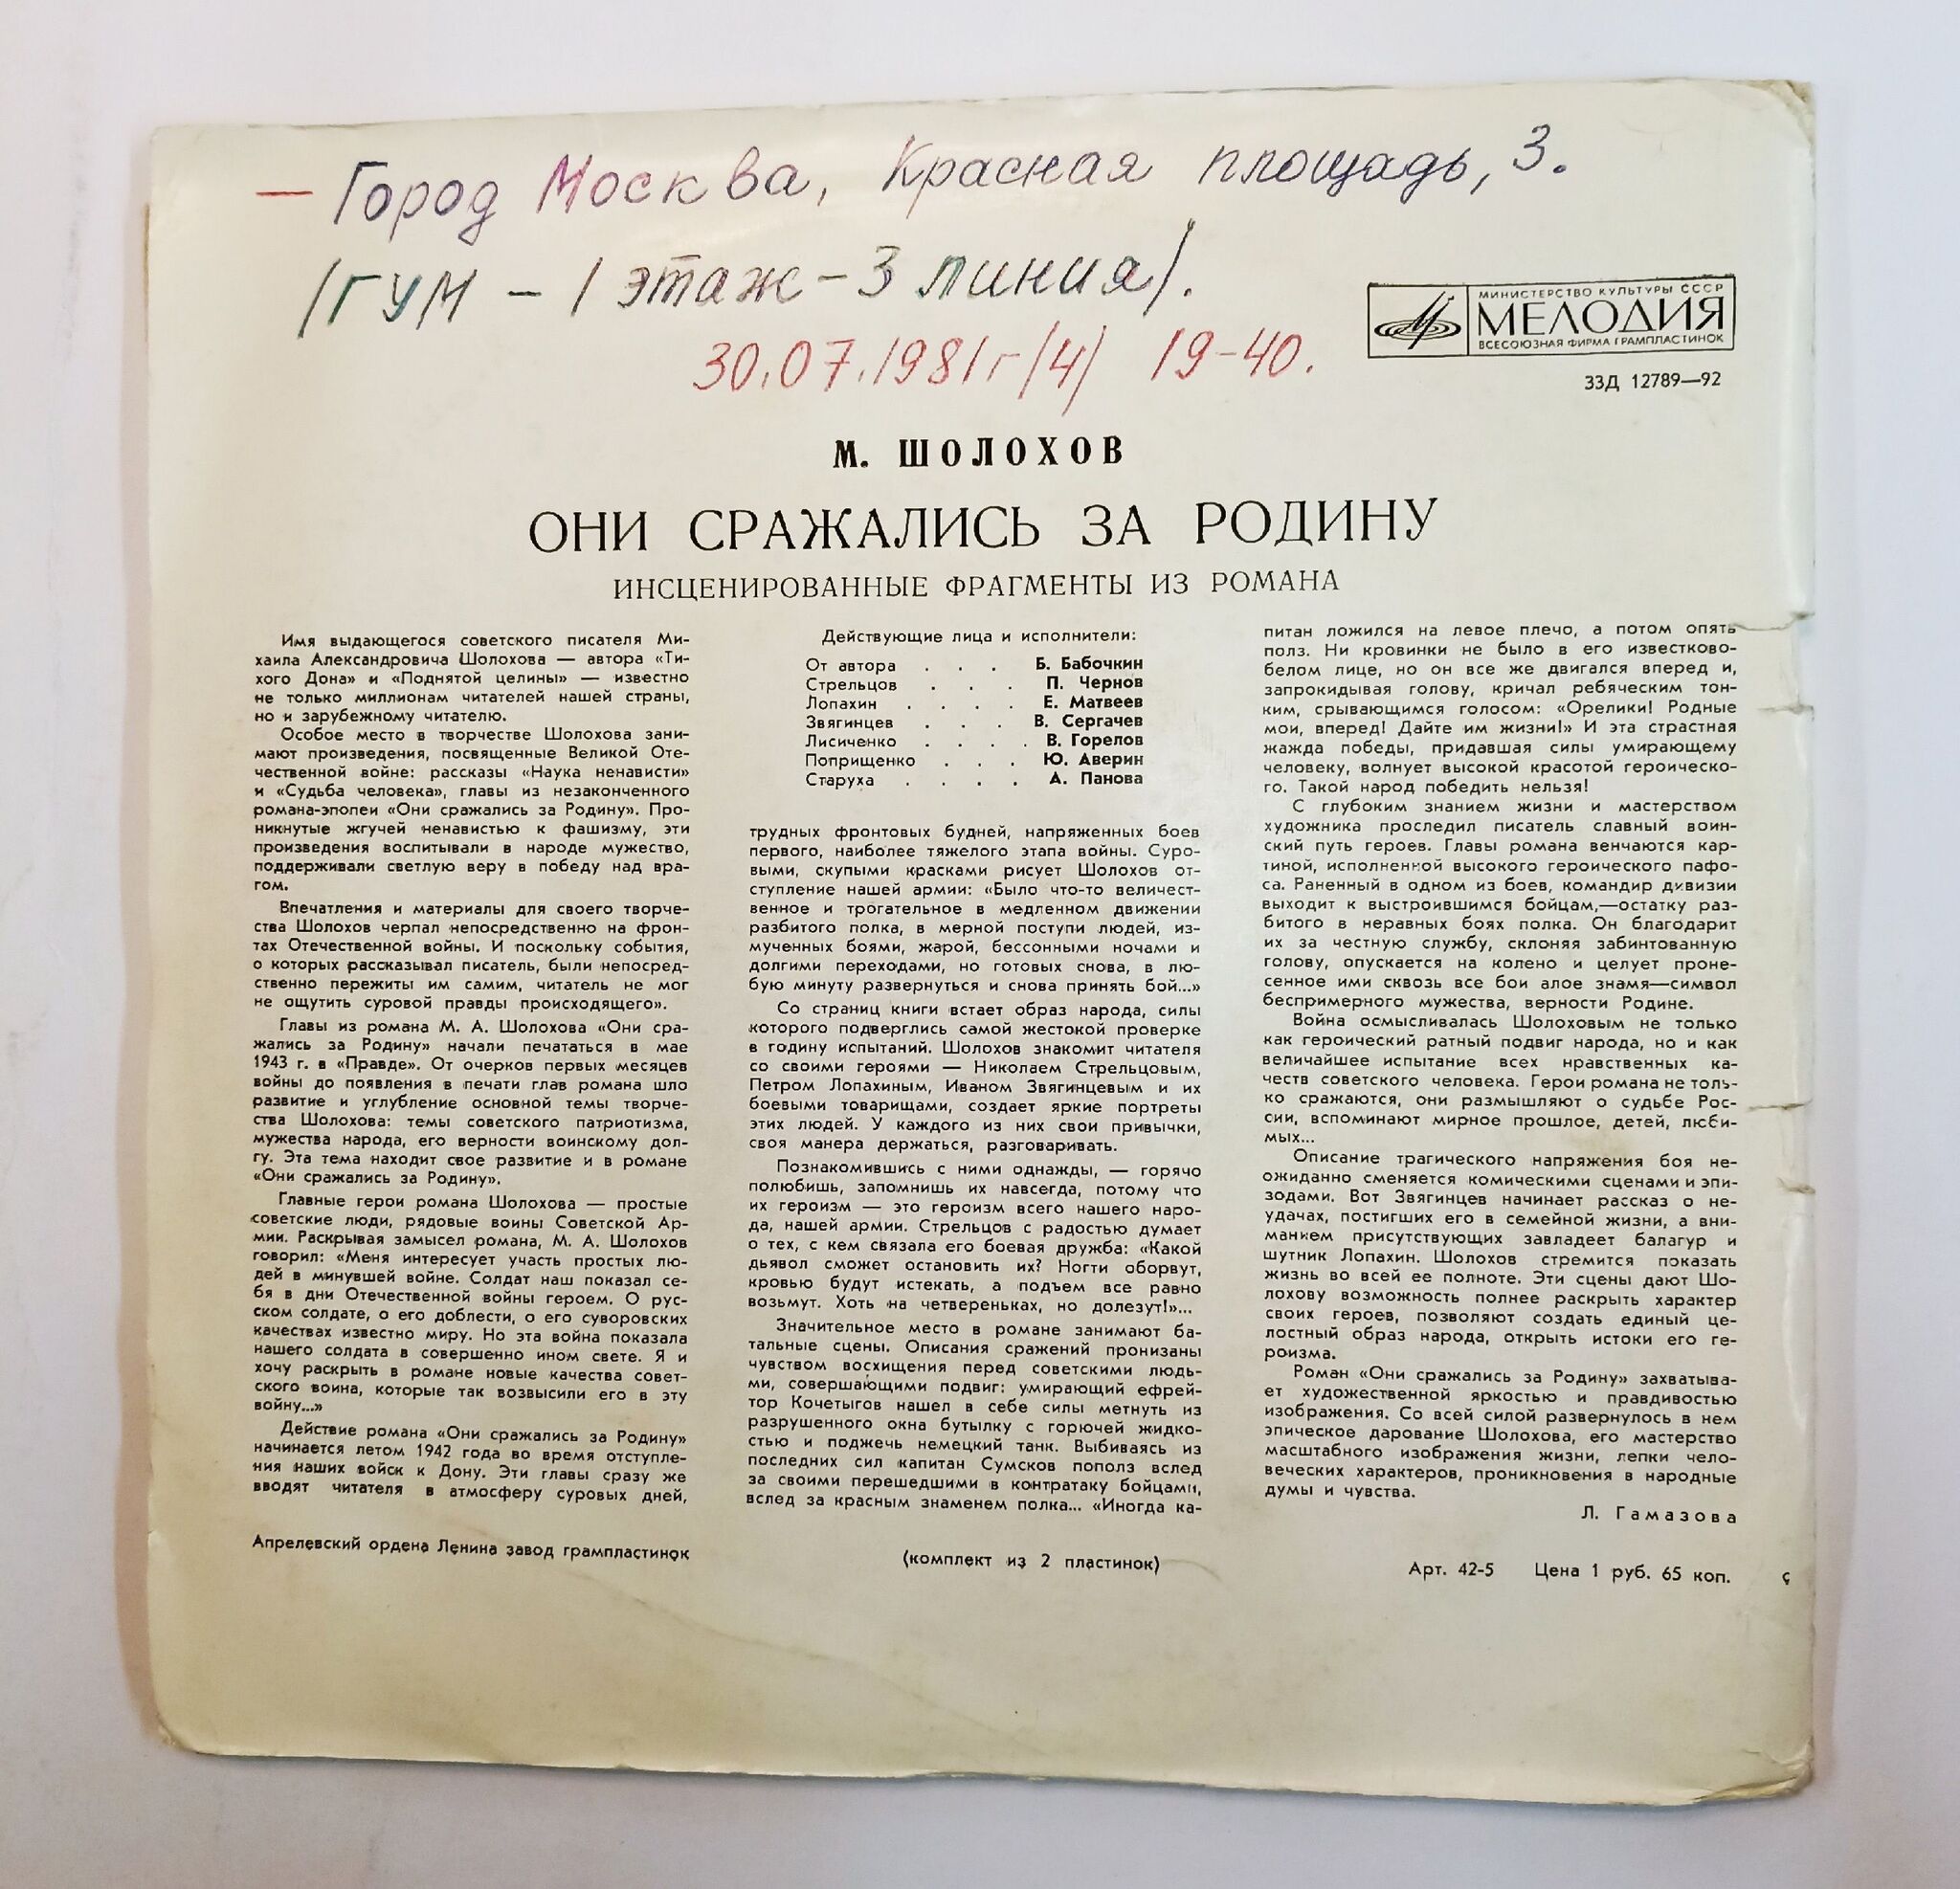 — Город Москва, Красная площадь, 3.
/ГУМ – 1 этаж – 3 линия/.
30.07.1981г/4/ 19-40.
МИНИСТЕРСТВО КУЛЬТУРЫ СССР
МЕЛОДИЯ
ВСЕСОЮЗНАЯ ФИРМА ГРАМПЛАСТИНОК
33Д 12789—92
М. ШОЛОХОВ
ОНИ СРАЖАЛИСЬ ЗА РОДИНУ
ИНСЦЕНИРОВАННЫЕ ФРАГМЕНТЫ ИЗ РОМАНА
Имя выдающегося советского писателя Ми-
хаила Александровича Шолохова — автора «Ти-
хого Дона» и «Поднятой целины» — известно
не только миллионам читателей нашей страны,
но и зарубежному читателю.
Особое место в творчестве Шолохова зани-
мают произведения, посвященные Великой Оте-
чественной войне: рассказы «Наука ненависти»
и «Судьба человека», главы из незаконченного
романа-эпопеи «Они сражались за Родину». Про-
никнутые жгучей ненавистью к фашизму, эти
произведения воспитывали в народе мужество,
поддерживали светлую веру в победу над вра-
гом.
Впечатления и материалы для своего творче-
ства Шолохов черпал непосредственно на фрон-
тах Отечественной войны. И поскольку события,
о которых рассказывал писатель, были непосред-
ственно пережиты им самим, читатель не мог
не ощутить суровой правды происходящего».
Главы из романа М. А. Шолохова «Они сра-
жались за Родину» начали печататься в мае
1943 г. в «Правде». От очерков первых месяцев
войны до появления в печати глав романа шло
развитие и углубление основной темы творче-
ства Шолохова: темы советского патриотизма,
мужества народа, его верности воинскому дол-
гу. Эта тема находит свое развитие и в романе
«Они сражались за Родину».
Главные герои романа Шолохова — простые
советские люди, рядовые воины Советской Ар-
мии. Раскрывая замысел романа, М. А. Шолохов
говорил: «Меня интересует участь простых лю-
дей в минувшей войне. Солдат наш показал се-
бя в дни Отечественной войны героем. О рус-
ском солдате, о его доблести, о его суворовских
качествах известно миру. Но эта война показала
нашего солдата в совершенно ином свете. Я и
хочу раскрыть в романе новые качества совет-
ского воина, которые так возвысили его в эту
войну...»
Действие романа «Они сражались за Родину»
начинается летом 1942 года во время отступле-
ния наших войск к Дону. Эти главы сразу же
вводят читателя в атмосферу суровых дней,
Действующие лица и исполнители:
От автора . . . Б. Бабочкин
Стрельцов . . . П. Чернов
Лопахин . . . . Е. Матвеев
Звягинцев . . . В. Сергачев
Лисиченко . . . . В. Горелов
Поприщенко . . . Ю. Аверин
Старуха . . . . А. Панова
трудных фронтовых будней, напряженных боев
первого, наиболее тяжелого этапа войны. Суро-
выми, скупыми красками рисует Шолохов от-
ступление нашей армии: «Было что-то величест-
венное и трогательное в медленном движении
разбитого полка, в мерной поступи людей, из-
мученных боями, жарой, бессонными ночами и
долгими переходами, но готовых снова, в лю-
бую минуту развернуться и снова принять бой...»
Со страниц книги встает образ народа, силы
которого подверглись самой жестокой проверке
в годину испытаний. Шолохов знакомит читателя
со своими героями — Николаем Стрельцовым,
Петром Лопахиным, Иваном Звягинцевым и их
боевыми товарищами, создает яркие портреты
этих людей. У каждого из них свои привычки,
своя манера держаться, разговаривать.
Познакомившись с ними однажды, — горячо
полюбишь, запомнишь их навсегда, потому что
их героизм — это героизм всего нашего наро-
да, нашей армии. Стрельцов с радостью думает
о тех, с кем связала его боевая дружба: «Какой
дьявол сможет остановить их? Ногти оборвут,
кровью будут истекать, а подъем все равно
возьмут. Хоть на четвереньках, но долезут!»...
Значительное место в романе занимают ба-
тальные сцены. Описания сражений пронизаны
чувством восхищения перед советскими людь-
ми, совершающими подвиг: умирающий ефрей-
тор Кочетыгов нашел в себе силы метнуть из
разрушенного окна бутылку с горючей жидко-
стью и поджечь немецкий танк. Выбиваясь из
последних сил капитан Сумсков пополз вслед
за своими перешедшими в контратаку бойцами,
вслед за красным знаменем полка... «Иногда ка-
питан ложился на левое плечо, а потом опять
полз. Ни кровинки не было в его известково-
белом лице, но он все же двигался вперед и,
запрокидывая голову, кричал ребяческим тон-
ким, срывающимся голосом: «Орелики! Родные
мои, вперед! Дайте им жизни!» И эта страстная
жажда победы, придавшая силы умирающему
человеку, волнует высокой красотой героическо-
го. Такой народ победить нельзя!
С глубоким знанием жизни и мастерством
художника проследил писатель славный воин-
ский путь героев. Главы романа венчаются кар-
тиной, исполненной высокого героического пафо-
са. Раненный в одном из боев, командир дивизии
выходит к выстроившимся бойцам,—остатку раз-
битого в неравных боях полка. Он благодарит
их за честную службу, склоняя забинтованную
голову, опускается на колено и целует проне-
сенное ими сквозь все бои алое знамя—символ
беспримерного мужества, верности Родине.
Война осмысливалась Шолоховым не только
как героический ратный подвиг народа, но и как
величайшее испытание всех нравственных ка-
честв советского человека. Герои романа не толь-
ко сражаются, они размышляют о судьбе Рос-
сии, вспоминают мирное прошлое, детей, люби-
мых...
Описание трагического напряжения боя не-
ожиданно сменяется комическими сценами и эпи-
зодами. Вот Звягинцев начинает рассказ о не-
удачах, постигших его в семейной жизни, а вни-
манием присутствующих завладеет балагур и
шутник Лопахин. Шолохов стремится показать
жизнь во всей ее полноте. Эти сцены дают Шо-
лохову возможность полнее раскрыть характер
своих героев, позволяют создать единый це-
лостный образ народа, открыть истоки его ге-
роизма.
Роман «Они сражались за Родину» захватыва-
ет художественной яркостью и правдивостью
изображения. Со всей силой развернулось в нем
эпическое дарование Шолохова, его мастерство
масштабного изображения жизни, лепки чело-
веческих характеров, проникновения в народные
думы и чувства.
Л. Гамазова
Апрелевский ордена Ленина завод грампластинок
(комплект из 2 пластинок)
Арт. 42-5 Цена 1 руб. 65 коп.